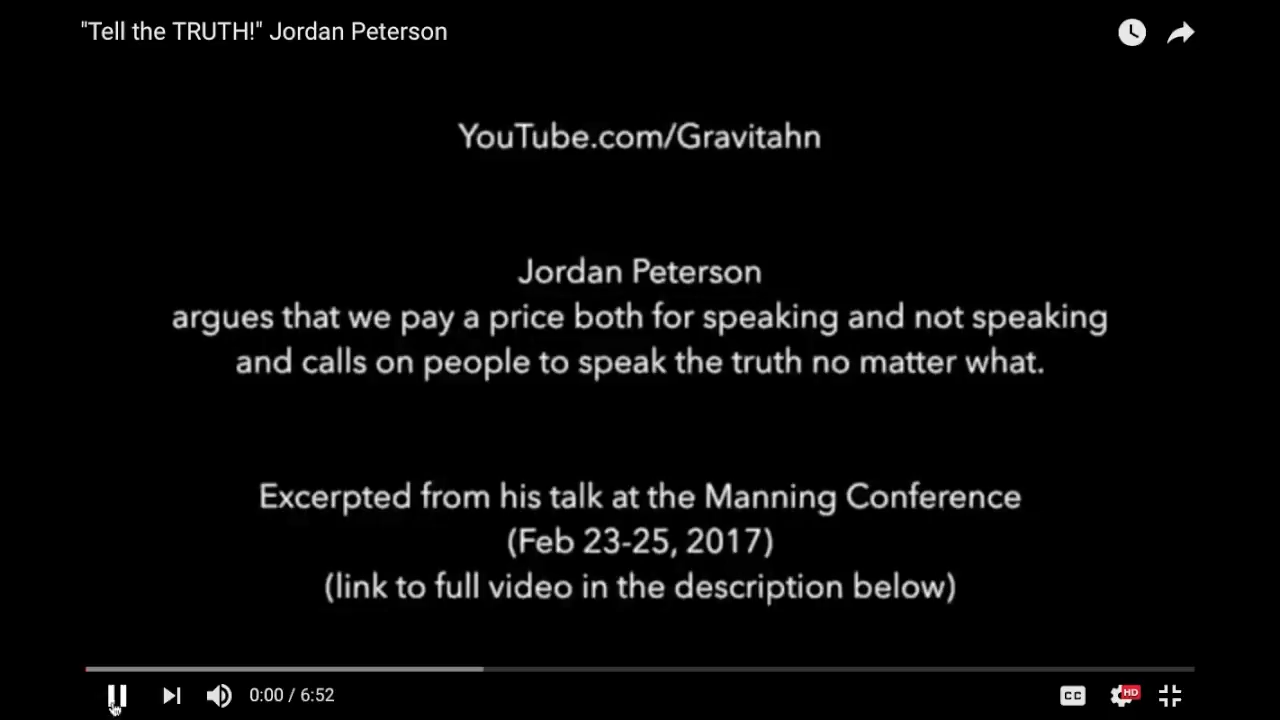 "Tell the TRUTH!" Jordan Peterson
YouTube.com/Gravitahn
Jordan Peterson
argues that we pay a price both for speaking and not speaking
and calls on people to speak the truth no matter what.
Excerpted from his talk at the Manning Conference
(Feb 23-25, 2017)
(link to full video in the description below)
0:00 / 6:52
CC
HD